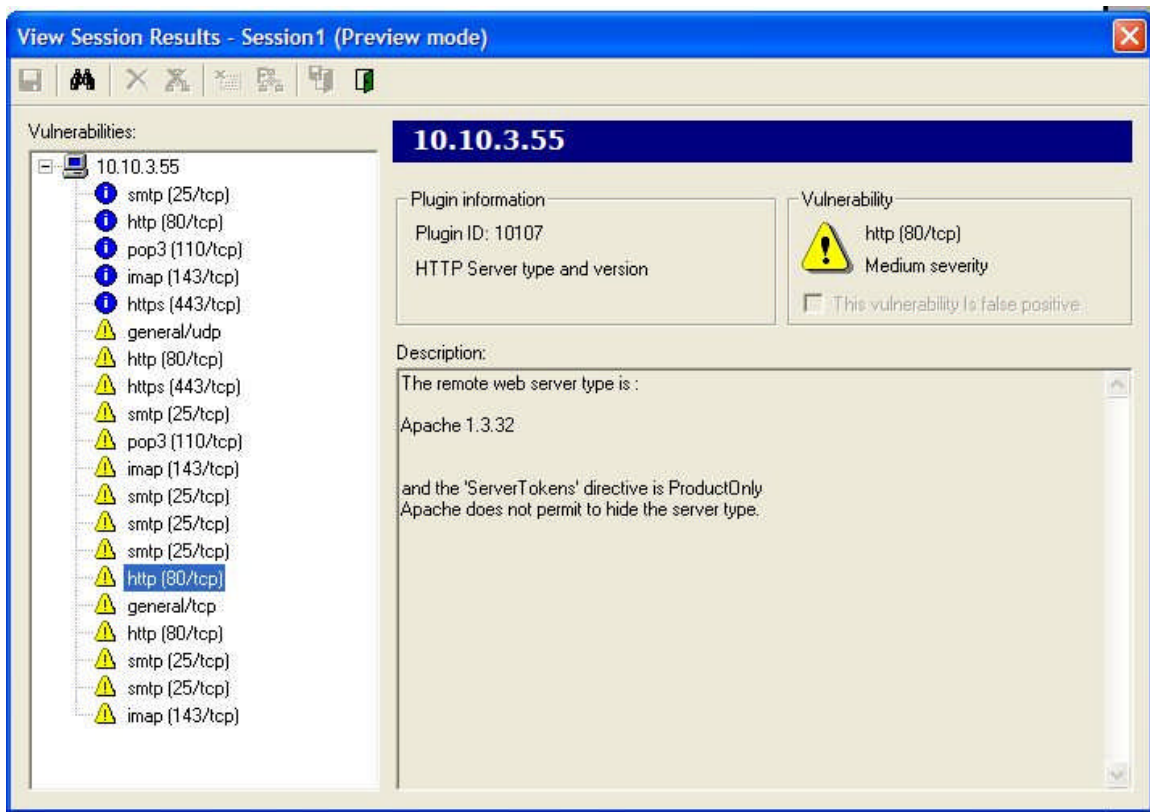 View Session Results - Session1 (Preview mode)
Vulnerabilities:
10.10.3.55
smtp (25/tcp)
http (80/tcp)
pop3 (110/tcp)
imap (143/tcp)
https (443/tcp)
general/udp
http (80/tcp)
https (443/tcp)
smtp (25/tcp)
pop3 (110/tcp)
imap (143/tcp)
smtp (25/tcp)
smtp (25/tcp)
smtp (25/tcp)
http (80/tcp)
general/tcp
http (80/tcp)
smtp (25/tcp)
smtp (25/tcp)
imap (143/tcp)
10.10.3.55
Plugin information
Plugin ID: 10107
HTTP Server type and version
Vulnerability
http (80/tcp)
Medium severity
This vulnerability Is false positive
Description:
The remote web server type is :
Apache 1.3.32
and the 'ServerTokens' directive is ProductOnly
Apache does not permit to hide the server type.